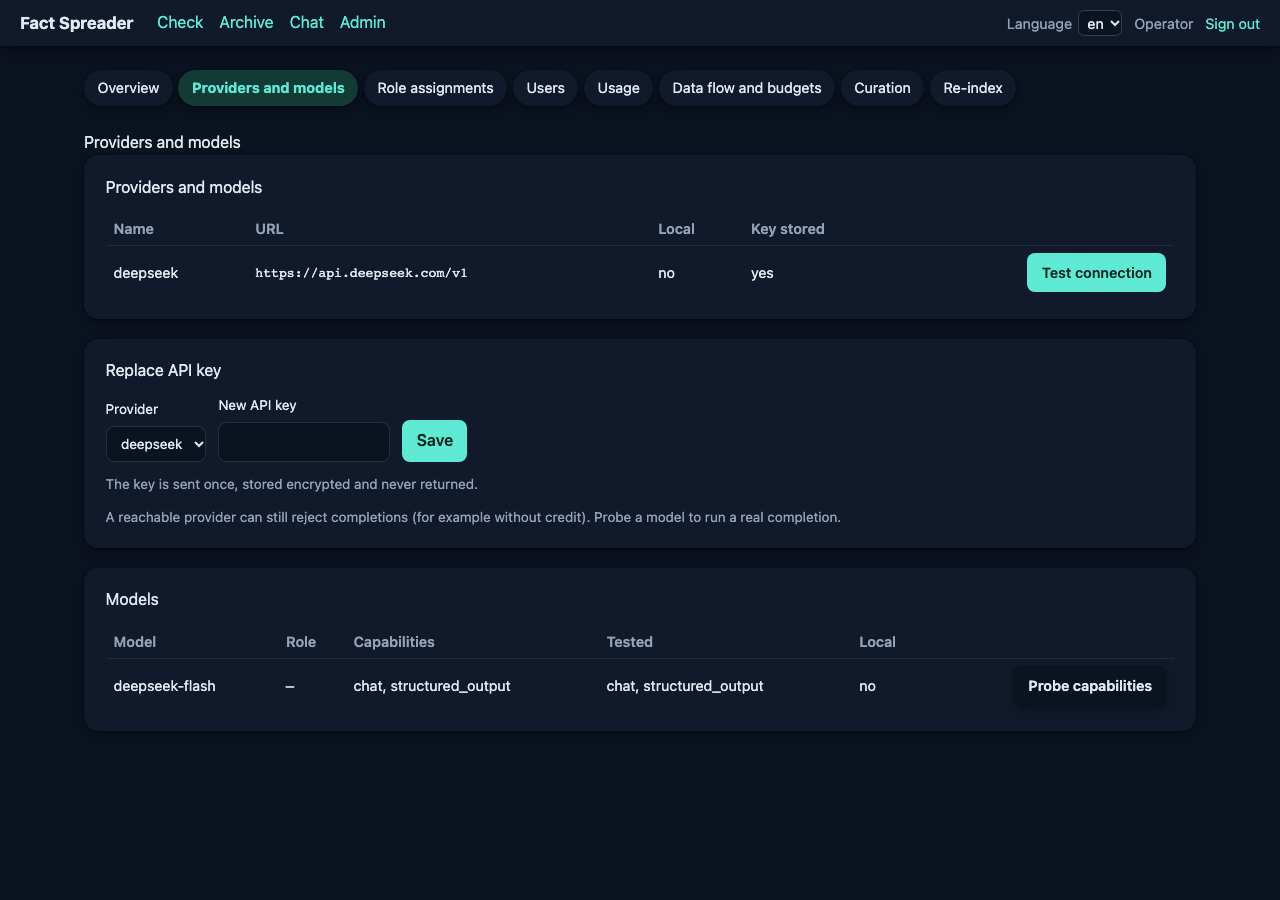 Fact Spreader Check Archive Chat Admin Language en Operator Sign out
Overview Providers and models Role assignments Users Usage Data flow and budgets Curation Re-index
Providers and models
Providers and models
Name URL Local Key stored
deepseek https://api.deepseek.com/v1 no yes Test connection
Replace API key
Provider New API key
deepseek Save
The key is sent once, stored encrypted and never returned.
A reachable provider can still reject completions (for example without credit). Probe a model to run a real completion.
Models
Model Role Capabilities Tested Local
deepseek-flash – chat, structured_output chat, structured_output no Probe capabilities